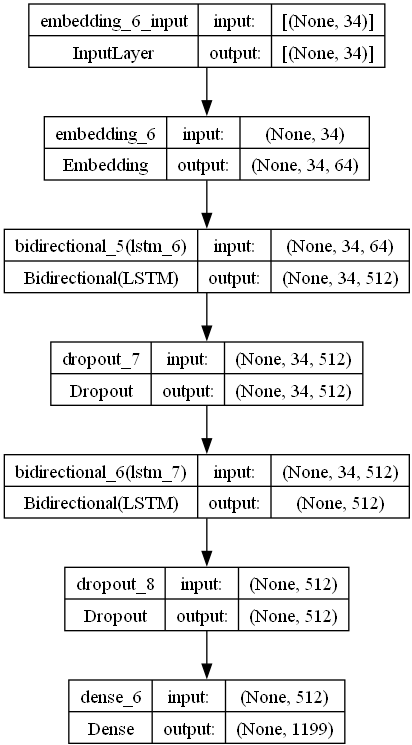 embedding_6_input input: [(None, 34)]
InputLayer output: [(None, 34)]
embedding_6 input: (None, 34)
Embedding output: (None, 34, 64)
bidirectional_5(lstm_6) input: (None, 34, 64)
Bidirectional(LSTM) output: (None, 34, 512)
dropout_7 input: (None, 34, 512)
Dropout output: (None, 34, 512)
bidirectional_6(lstm_7) input: (None, 34, 512)
Bidirectional(LSTM) output: (None, 512)
dropout_8 input: (None, 512)
Dropout output: (None, 512)
dense_6 input: (None, 512)
Dense output: (None, 1199)